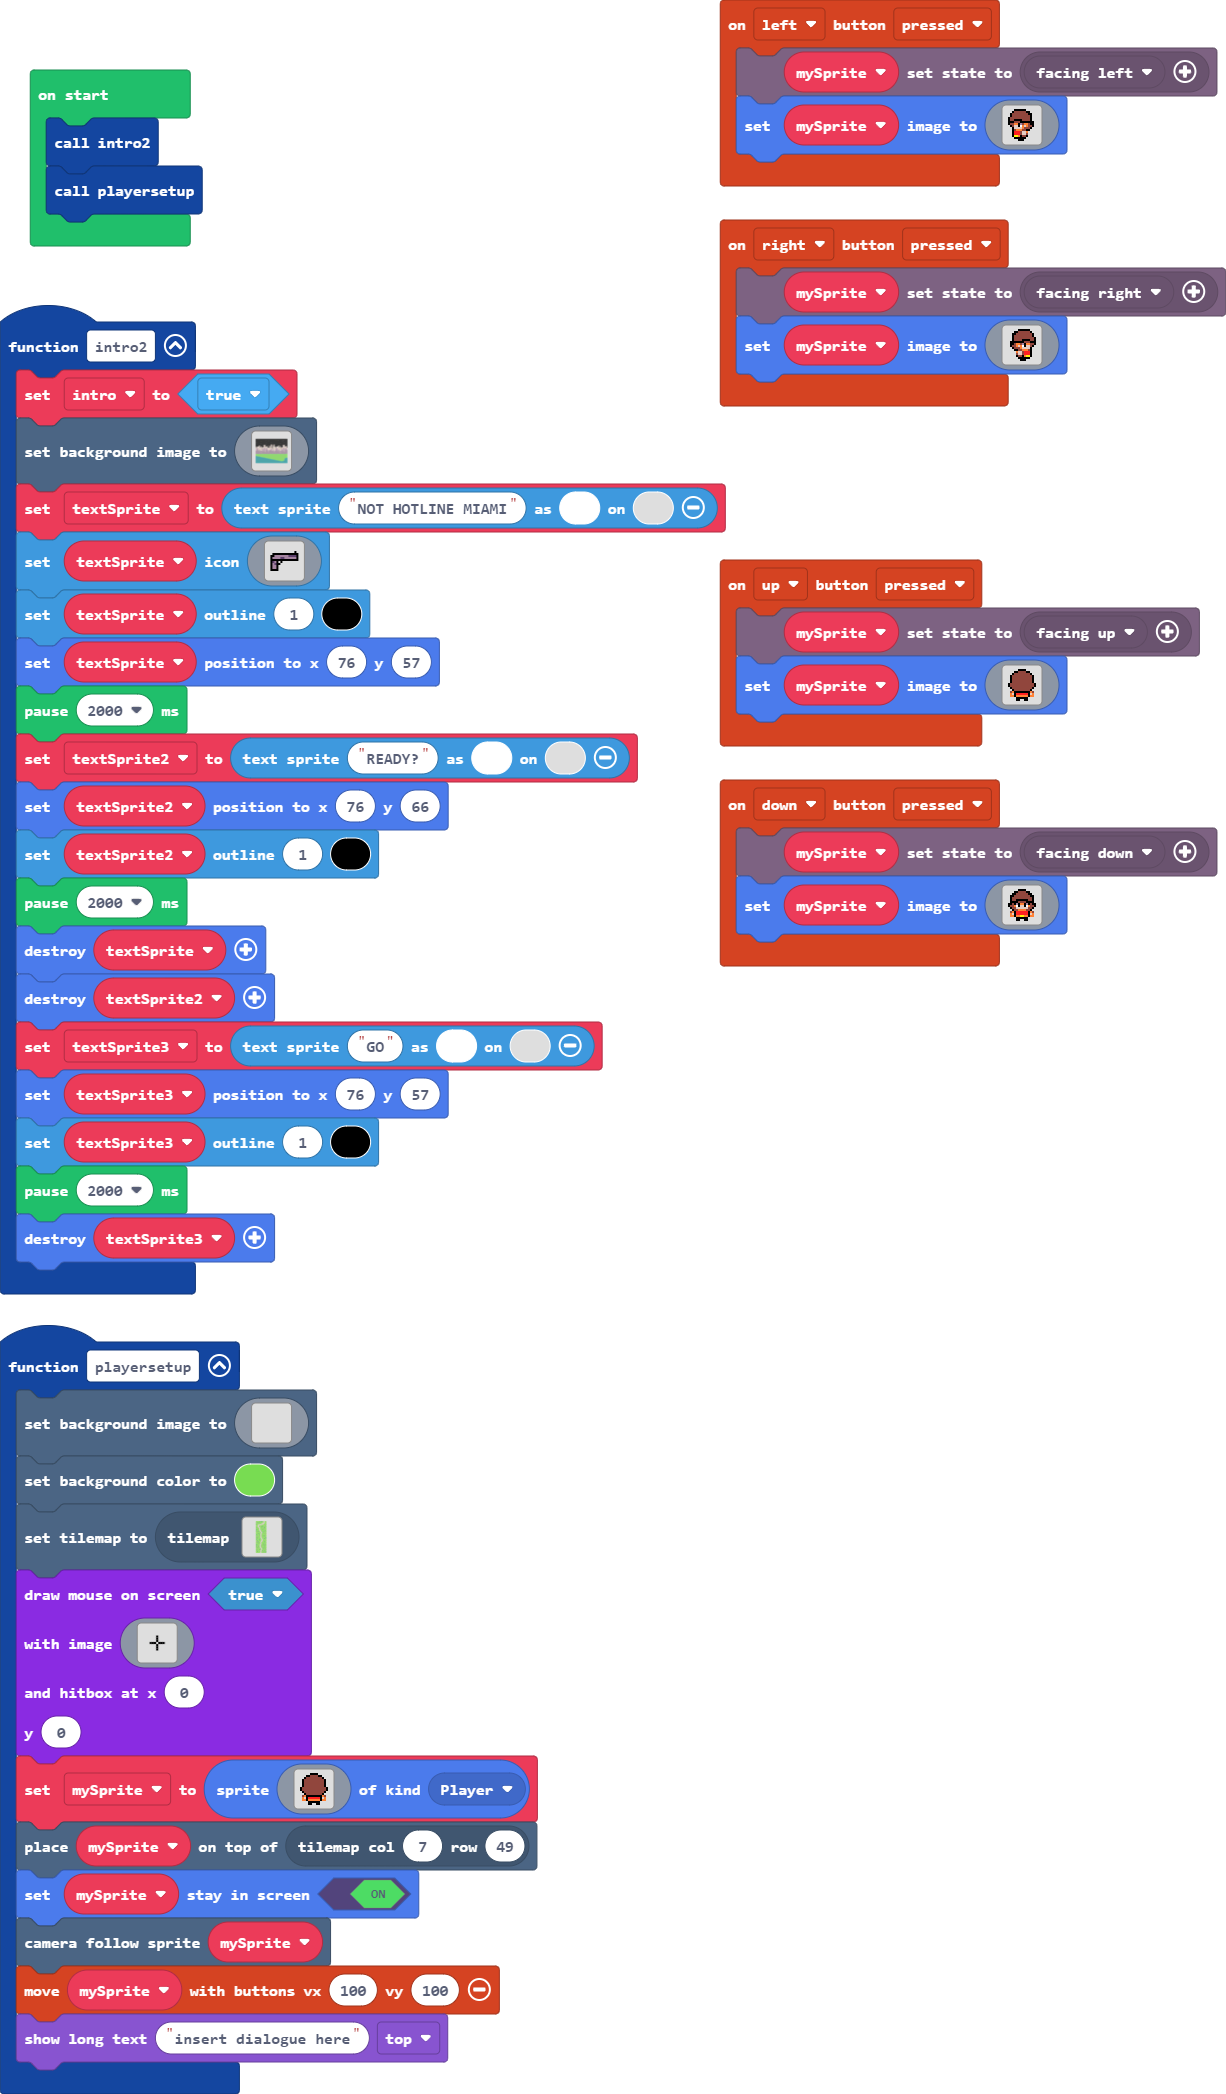 on start
call intro2
call playersetup
function intro2
set intro to true
set background image to
set textSprite to text sprite "NOT HOTLINE MIAMI" as on
set textSprite icon
set textSprite outline 1
set textSprite position to x 76 y 57
pause 2000 ms
set textSprite2 to text sprite "READY?" as on
set textSprite2 position to x 76 y 66
set textSprite2 outline 1
pause 2000 ms
destroy textSprite
destroy textSprite2
set textSprite3 to text sprite "GO" as on
set textSprite3 position to x 76 y 57
set textSprite3 outline 1
pause 2000 ms
destroy textSprite3
function playersetup
set background image to
set background color to
set tilemap to tilemap
draw mouse on screen true
with image
and hitbox at x 0
y 0
set mySprite to sprite of kind Player
place mySprite on top of tilemap col 7 row 49
set mySprite stay in screen ON
camera follow sprite mySprite
move mySprite with buttons vx 100 vy 100
show long text "insert dialogue here" top
on left button pressed
mySprite set state to facing left
set mySprite image to
on right button pressed
mySprite set state to facing right
set mySprite image to
on up button pressed
mySprite set state to facing up
set mySprite image to
on down button pressed
mySprite set state to facing down
set mySprite image to